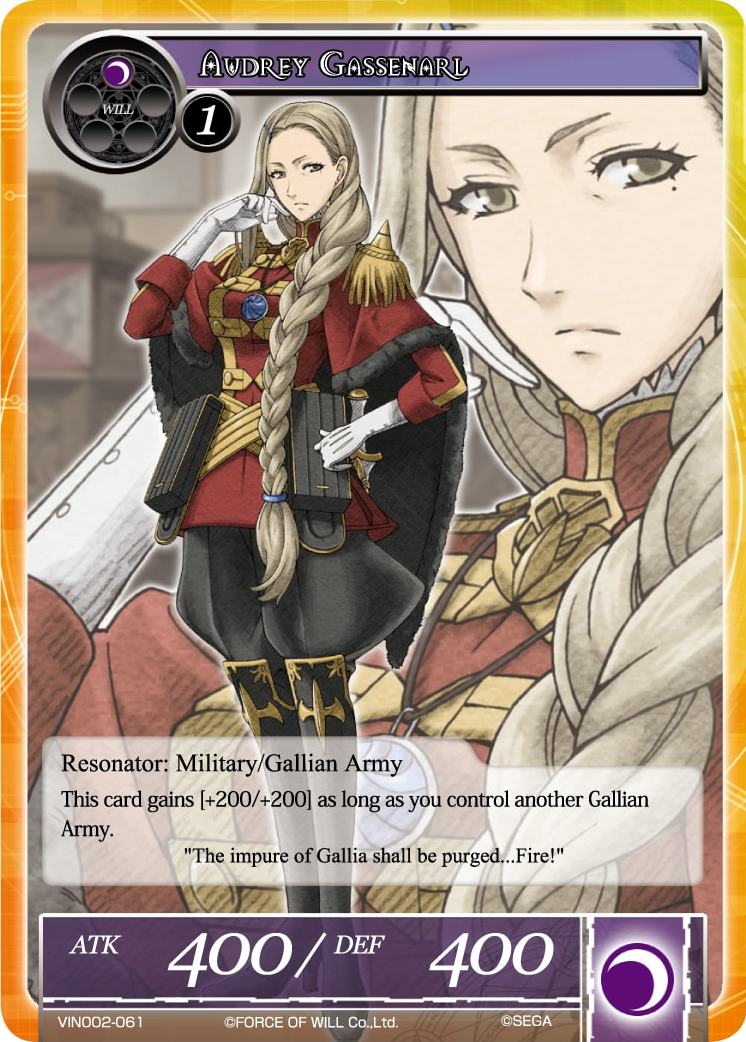 Audrey Gassenarl
WILL
1
Resonator: Military/Gallian Army
This card gains [+200/+200] as long as you control another Gallian
Army.
"The impure of Gallia shall be purged...Fire!"
ATK 400 / DEF 400
VIN002-061 ©FORCE OF WILL Co.,Ltd. ©SEGA